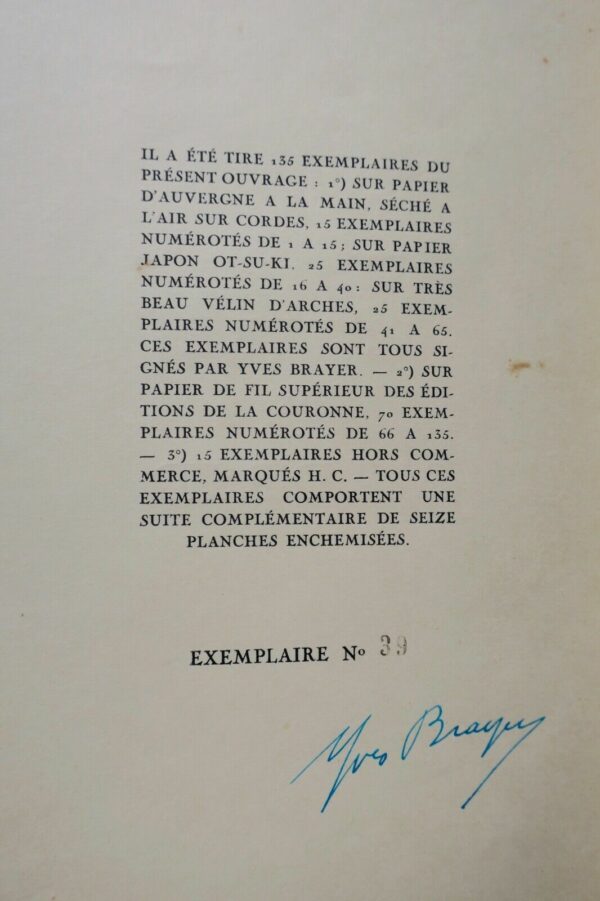 IL A ÉTÉ TIRE 135 EXEMPLAIRES DU
PRÉSENT OUVRAGE : 1°) SUR PAPIER
D'AUVERGNE A LA MAIN, SÉCHÉ A
L'AIR SUR CORDES, 15 EXEMPLAIRES
NUMÉROTÉS DE 1 A 15 ; SUR PAPIER
JAPON OT-SU-KI. 25 EXEMPLAIRES
NUMÉROTÉS DE 16 A 40 : SUR TRÈS
BEAU VÉLIN D'ARCHES, 25 EXEM-
PLAIRES NUMÉROTÉS DE 41 A 65.
CES EXEMPLAIRES SONT TOUS SI-
GNÉS PAR YVES BRAYER. — 2°) SUR
PAPIER DE FIL SUPÉRIEUR DES ÉDI-
TIONS DE LA COURONNE, 70 EXEM-
PLAIRES NUMÉROTÉS DE 66 A 135.
— 3°) 15 EXEMPLAIRES HORS COM-
MERCE, MARQUÉS H. C. — TOUS CES
EXEMPLAIRES COMPORTENT UNE
SUITE COMPLÉMENTAIRE DE SEIZE
PLANCHES ENCHEMISÉES.
EXEMPLAIRE Nº 39
Yves Brayer